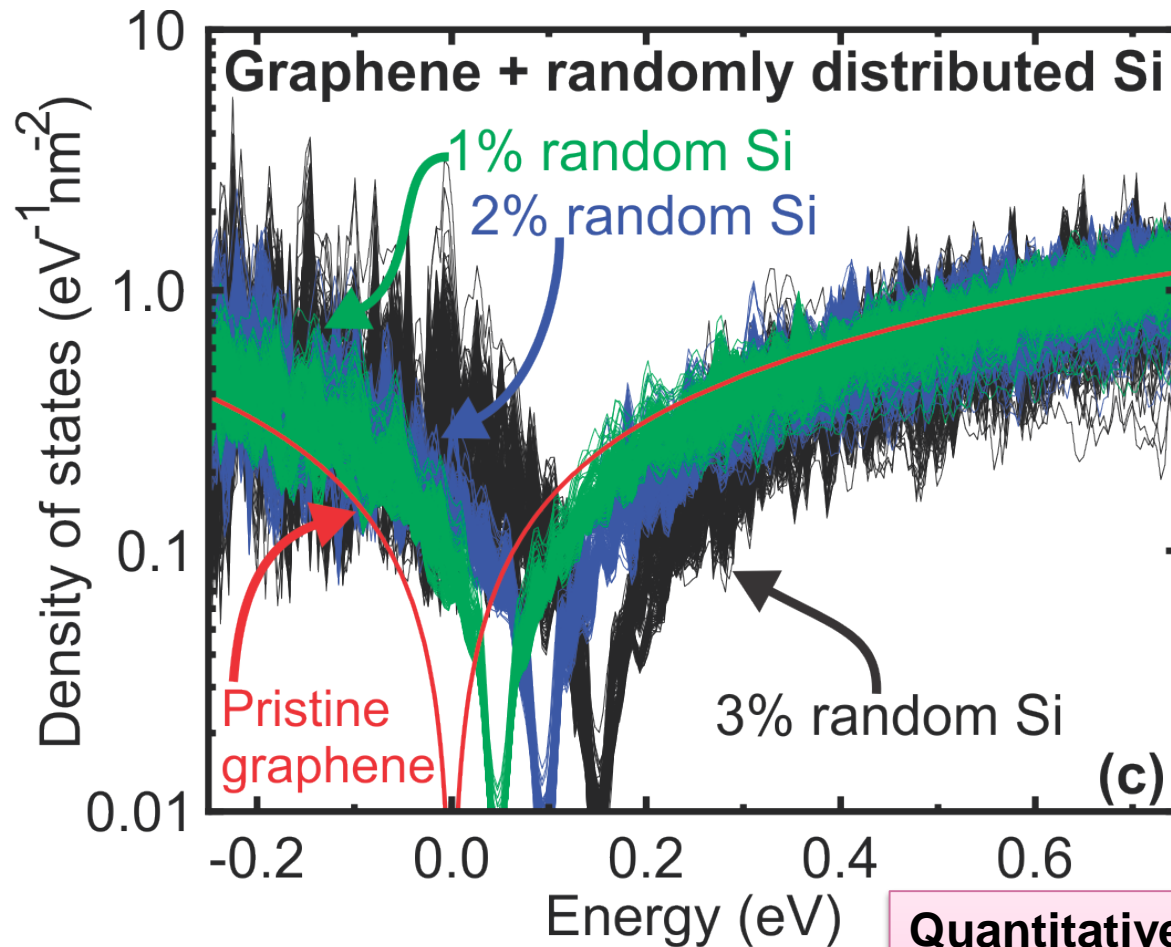 10
Graphene + randomly distributed Si
1% random Si
2% random Si
1.0
0.1
0.01
Density of states (eV⁻¹nm⁻²)
Pristine
graphene
3% random Si
(c)
-0.2 0.0 0.2 0.4 0.6
Energy (eV)
Quantitative